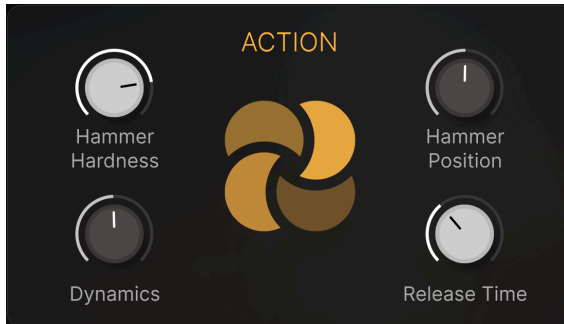 ACTION
Hammer
Hardness
Hammer
Position
Dynamics
Release Time